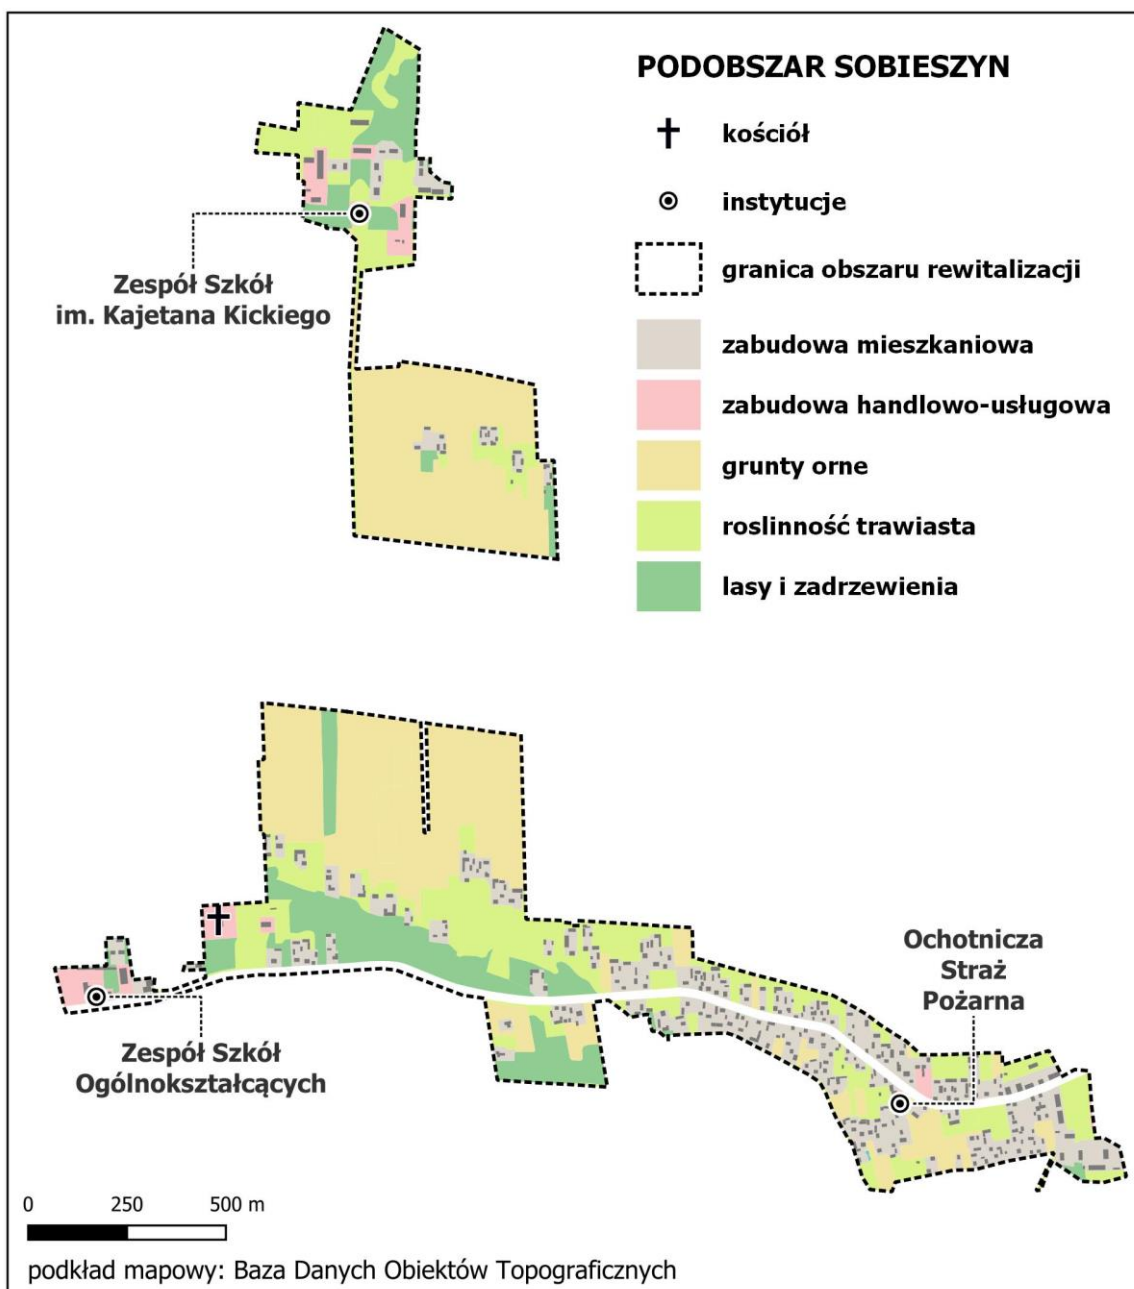 PODOBSZAR SOBIESZYN
kościół
instytucje
granica obszaru rewitalizacji
zabudowa mieszkaniowa
zabudowa handlowo-usługowa
grunty orne
roslinność trawiasta
lasy i zadrzewienia
Zespół Szkół
im. Kajetana Kickiego
Ochotnicza
Straż
Pożarna
Zespół Szkół
Ogólnokształcących
0 250 500 m
podkład mapowy: Baza Danych Obiektów Topograficznych